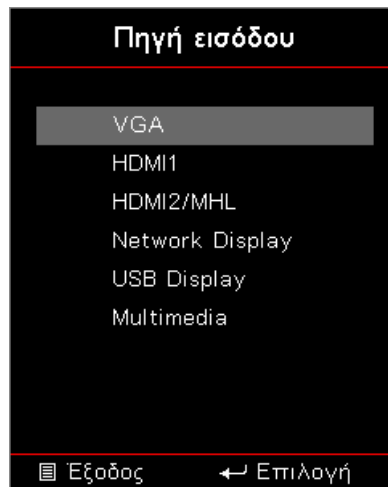 Πηγή εισόδου
VGA
HDMI1
HDMI2/MHL
Network Display
USB Display
Multimedia
Έξοδος Επιλογή